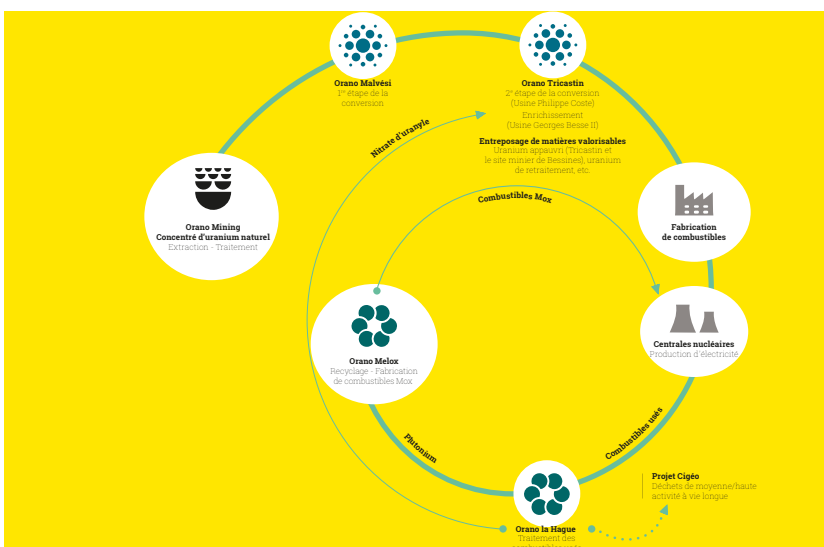 Orano Malvési
1re étape de la
conversion
Orano Tricastin
2e étape de la conversion
(Usine Philippe Coste)
Enrichissement
(Usine Georges Besse II)
Entreposage de matières valorisables
Uranium appauvri (Tricastin et
le site minier de Bessines), uranium
de retraitement, etc.
Nitrate d'uranyle
Combustibles Mox
Orano Mining
Concentré d'uranium naturel
Extraction - Traitement
Fabrication
de combustibles
Centrales nucléaires
Production d'électricité
Orano Melox
Recyclage - Fabrication
de combustibles Mox
Plutonium
Combustibles usés
Projet Cigéo
Déchets de moyenne/haute
activité à vie longue
Orano la Hague
Traitement des